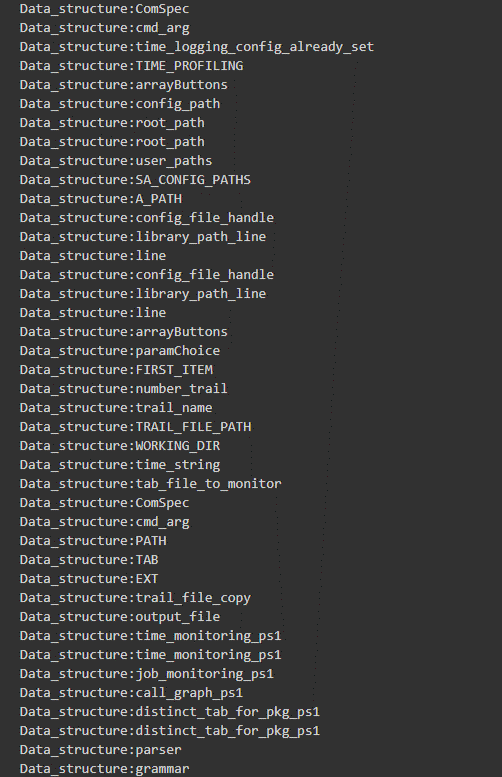 Data_structure:ComSpec
Data_structure:cmd_arg
Data_structure:time_logging_config_already_set
Data_structure:TIME_PROFILING
Data_structure:arrayButtons
Data_structure:config_path
Data_structure:root_path
Data_structure:root_path
Data_structure:user_paths
Data_structure:SA_CONFIG_PATHS
Data_structure:A_PATH
Data_structure:config_file_handle
Data_structure:library_path_line
Data_structure:line
Data_structure:config_file_handle
Data_structure:library_path_line
Data_structure:line
Data_structure:arrayButtons
Data_structure:paramChoice
Data_structure:FIRST_ITEM
Data_structure:number_trail
Data_structure:trail_name
Data_structure:TRAIL_FILE_PATH
Data_structure:WORKING_DIR
Data_structure:time_string
Data_structure:tab_file_to_monitor
Data_structure:ComSpec
Data_structure:cmd_arg
Data_structure:PATH
Data_structure:TAB
Data_structure:EXT
Data_structure:trail_file_copy
Data_structure:output_file
Data_structure:time_monitoring_ps1
Data_structure:time_monitoring_ps1
Data_structure:job_monitoring_ps1
Data_structure:call_graph_ps1
Data_structure:distinct_tab_for_pkg_ps1
Data_structure:distinct_tab_for_pkg_ps1
Data_structure:parser
Data_structure:grammar